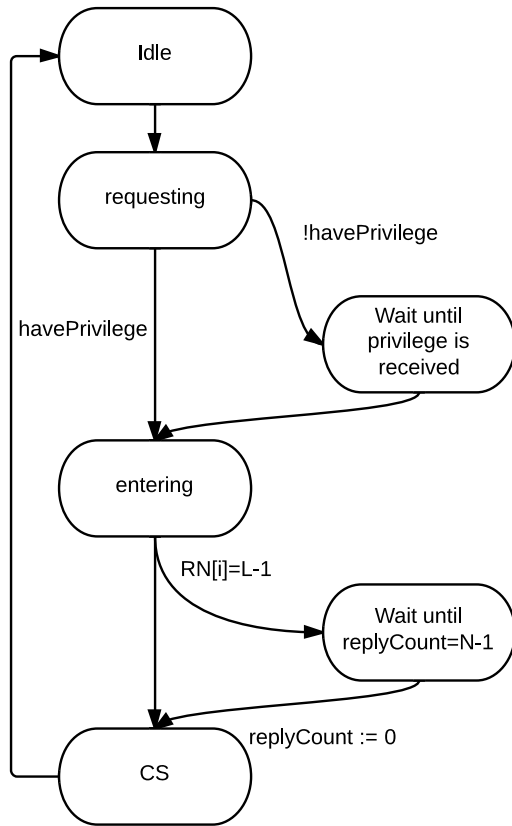 Idle
requesting
!havePrivilege
havePrivilege
Wait until
privilege is
received
entering
RN[i]=L-1
Wait until
replyCount=N-1
replyCount := 0
CS